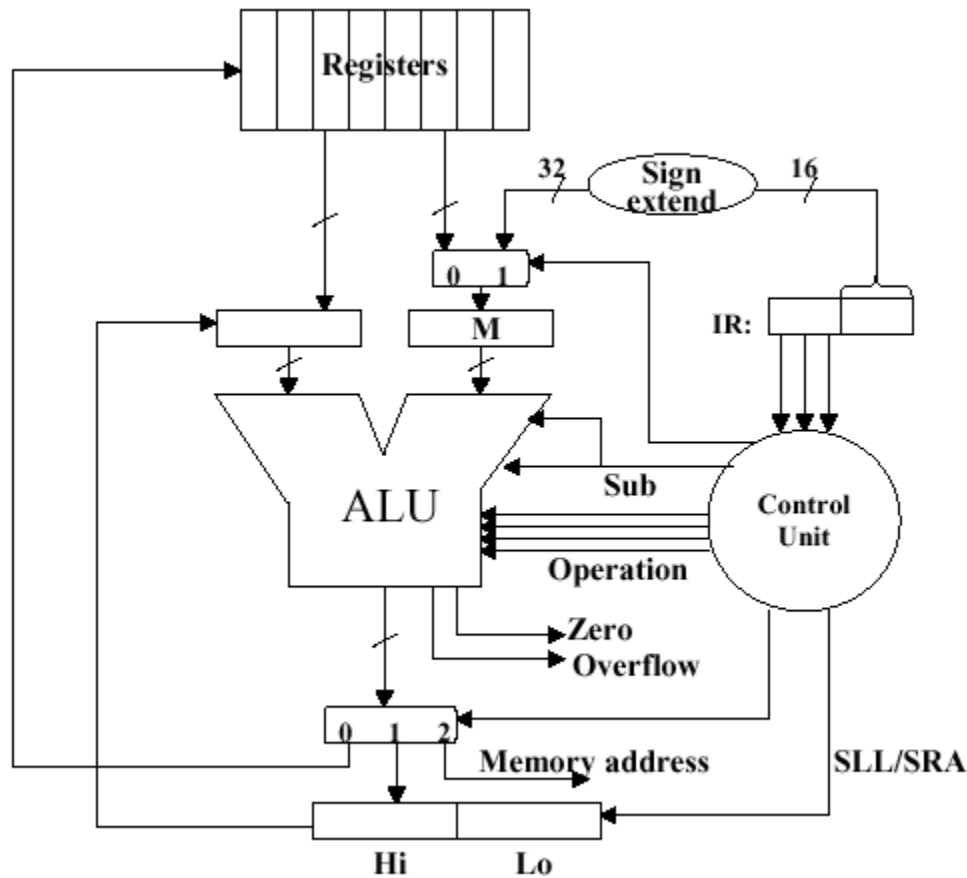 Registers
32
Sign
extend
16
0 1
M
IR:
ALU
Sub
Control
Unit
Operation
Zero
Overflow
0 1 2
Memory address
SLL/SRA
Hi
Lo